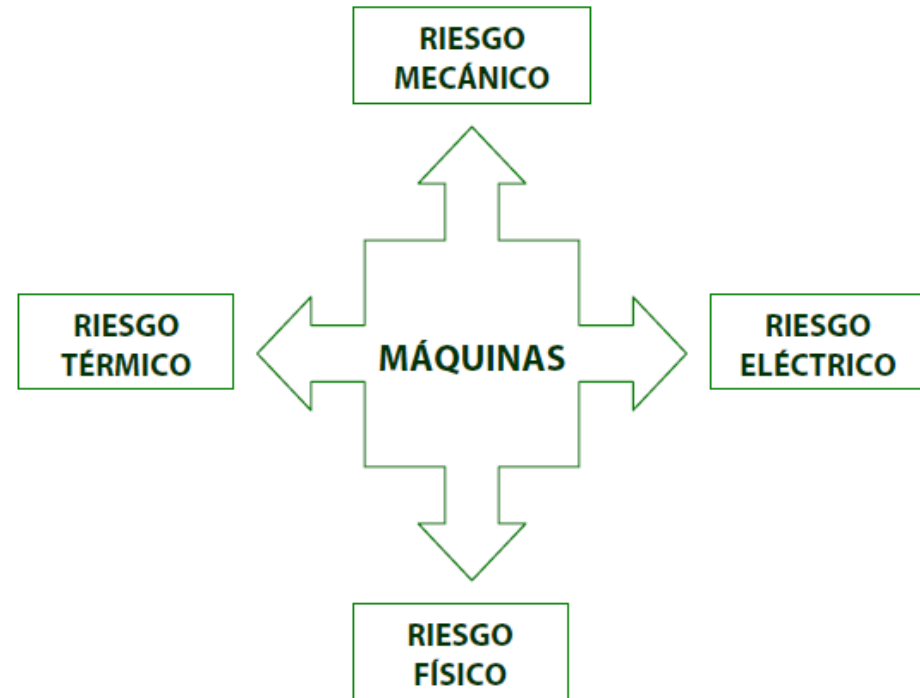 RIESGO
MECÁNICO
RIESGO
TÉRMICO
MÁQUINAS
RIESGO
ELÉCTRICO
RIESGO
FÍSICO